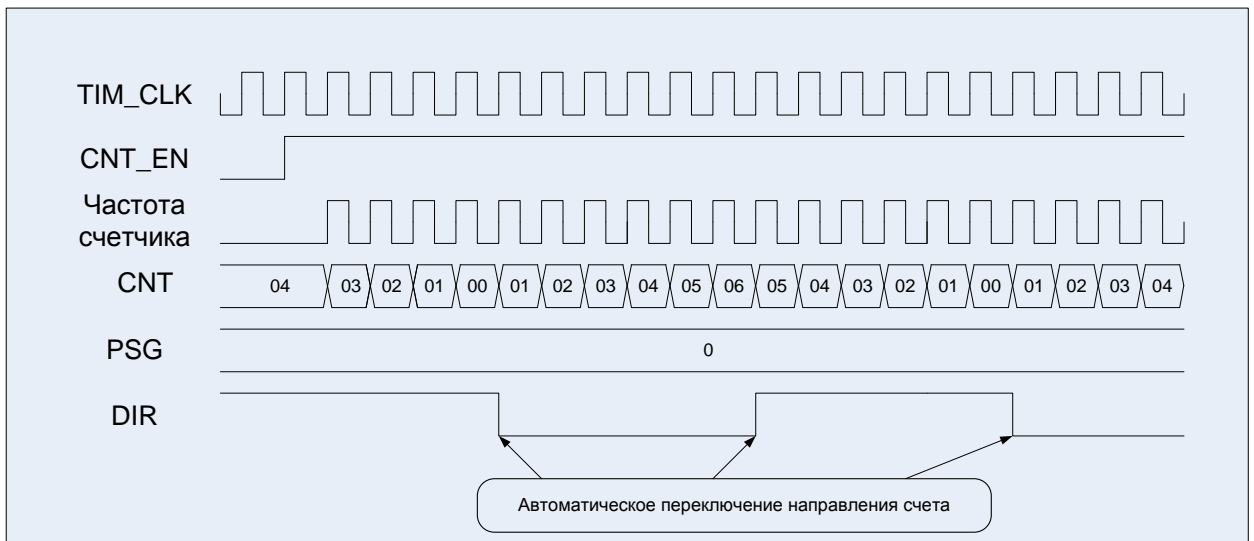 TIM_CLK
CNT_EN
Частота
счетчика
CNT
04 03 02 01 00 01 02 03 04 05 06 05 04 03 02 01 00 01 02 03 04
PSG
0
DIR
Автоматическое переключение направления счета